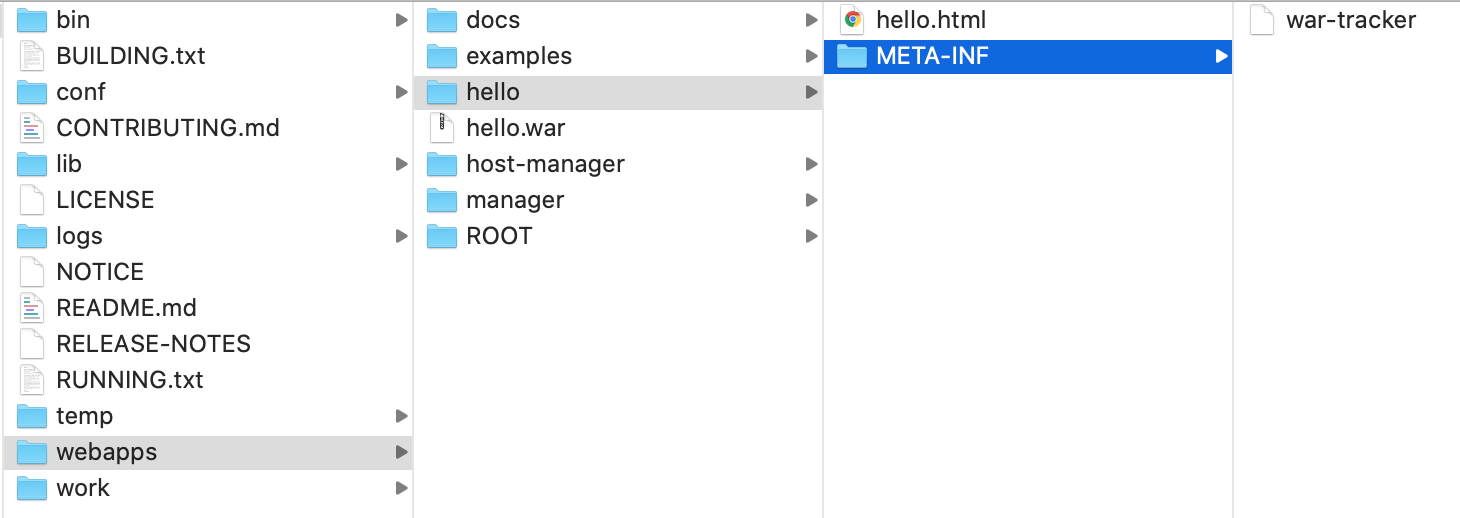 bin
BUILDING.txt
conf
CONTRIBUTING.md
lib
LICENSE
logs
NOTICE
README.md
RELEASE-NOTES
RUNNING.txt
temp
webapps
work
docs
examples
hello
hello.war
host-manager
manager
ROOT
hello.html
META-INF
war-tracker